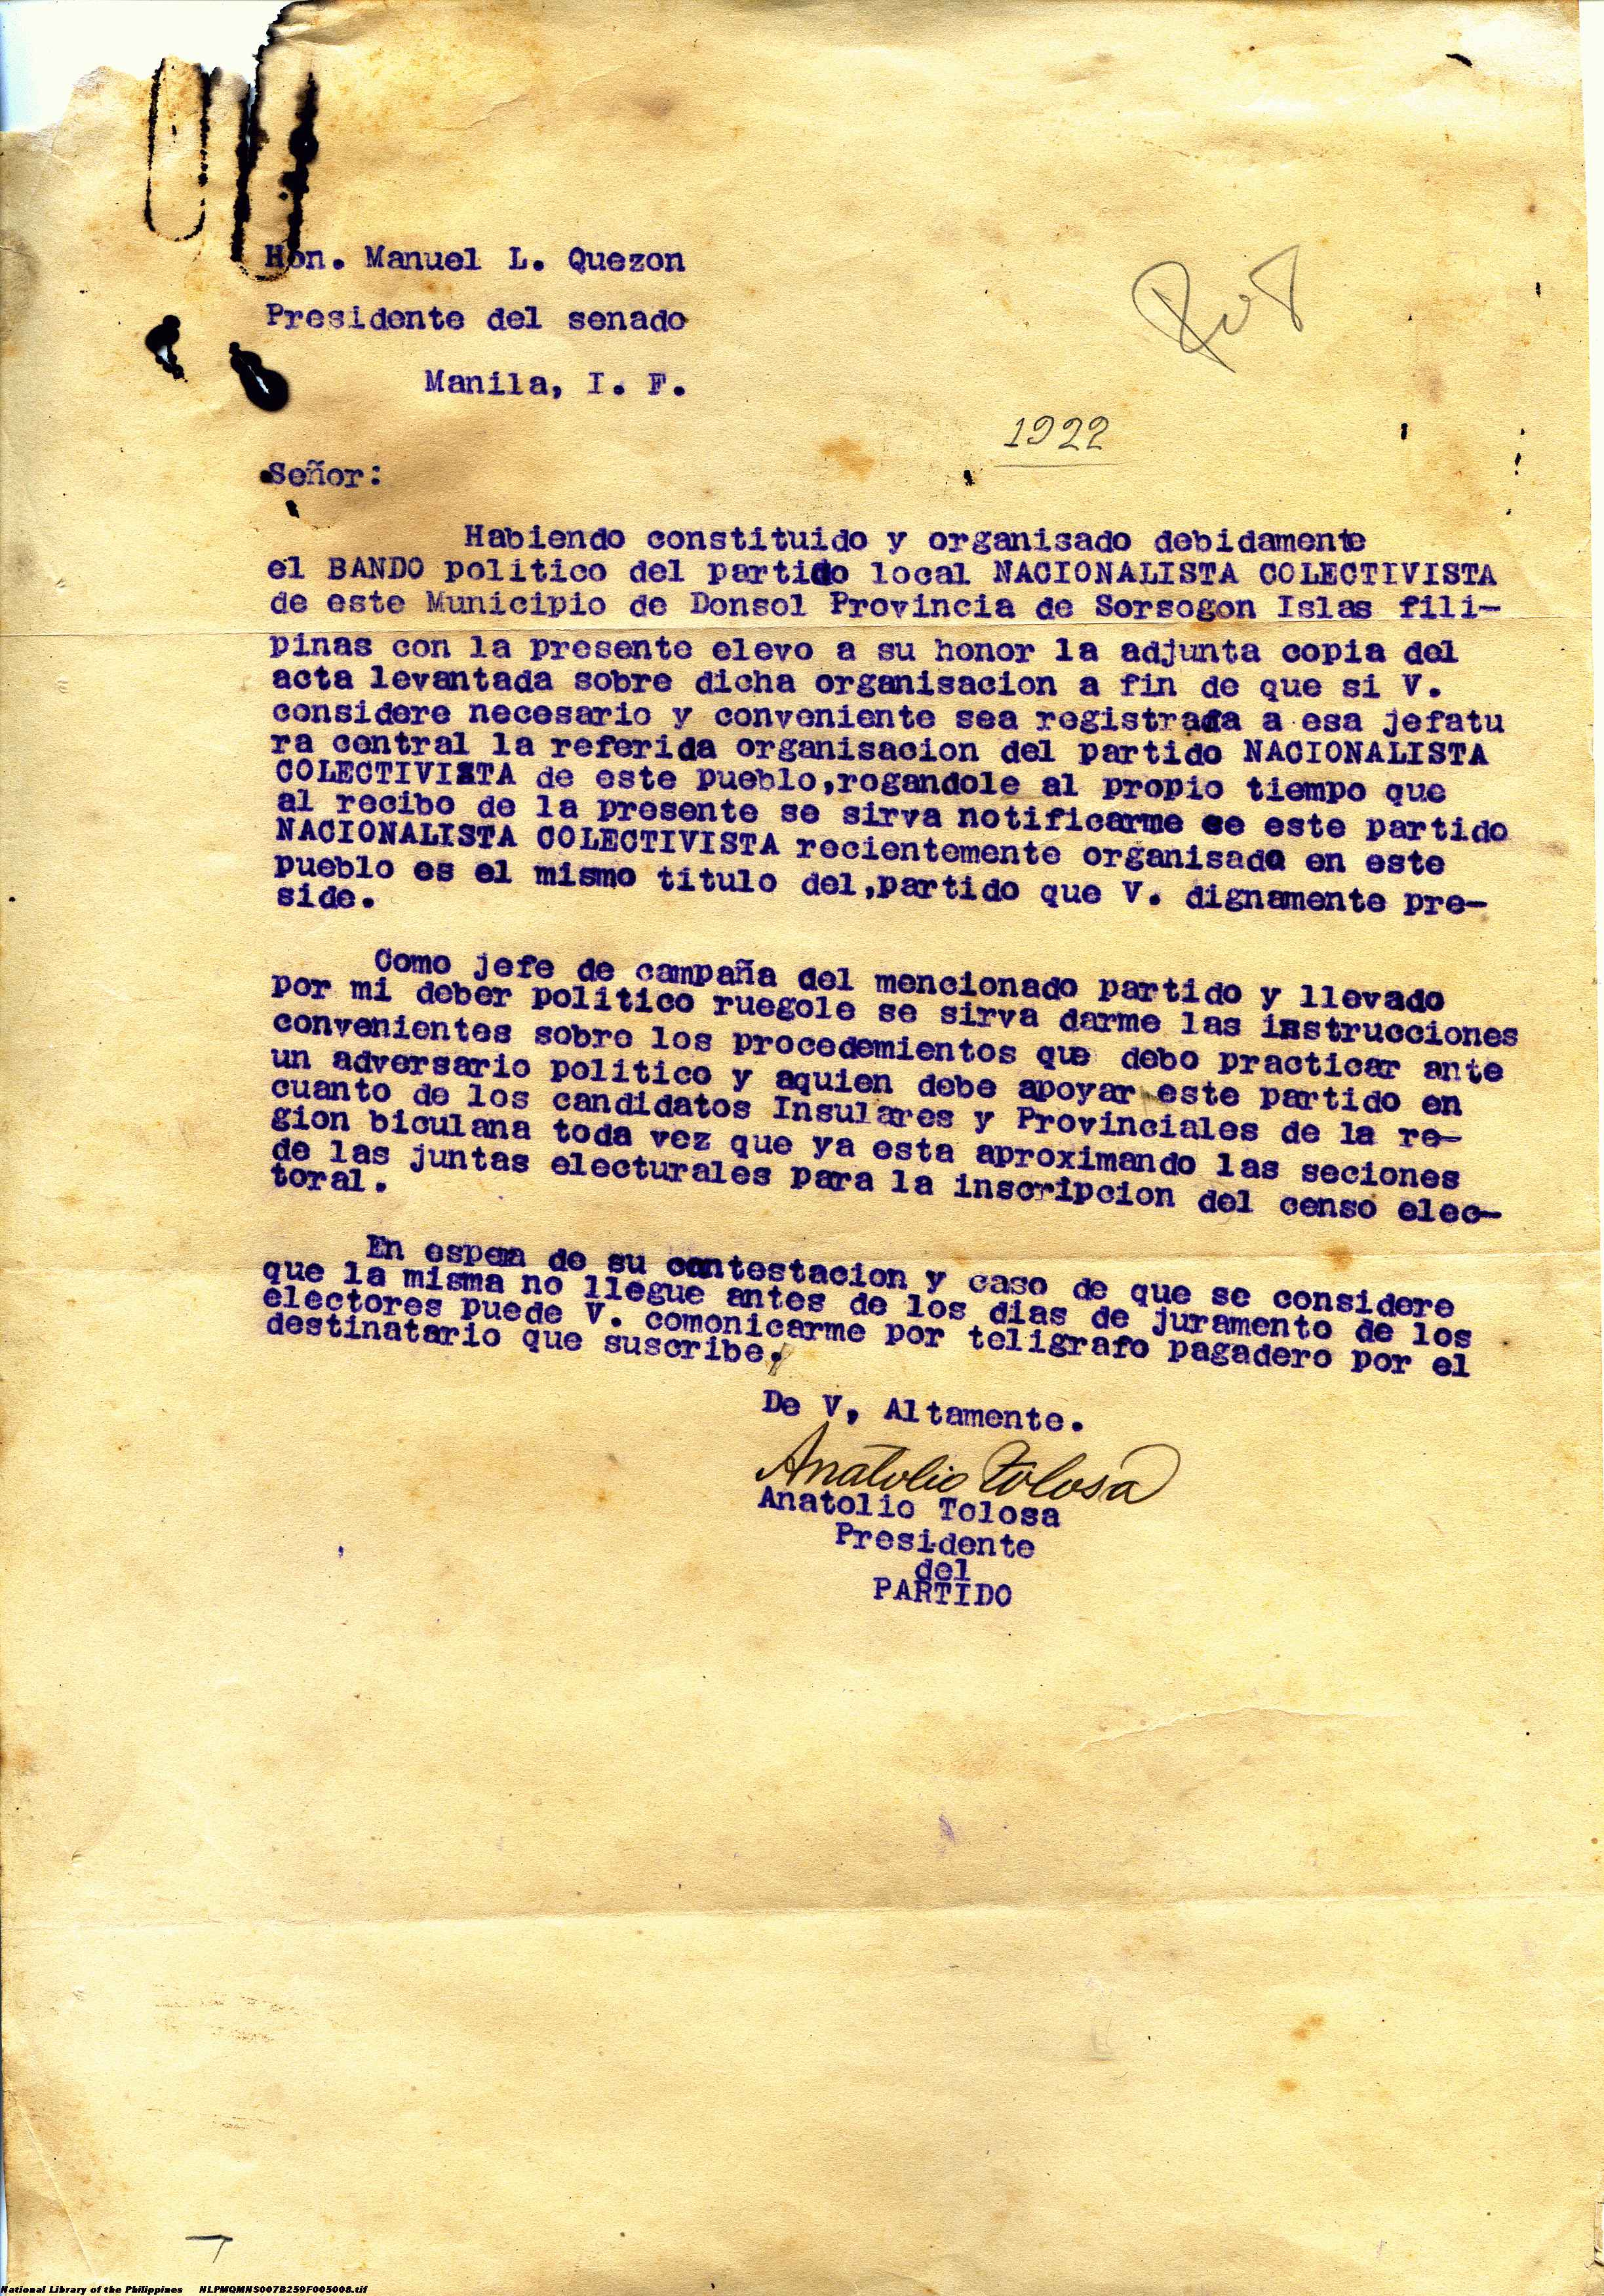 Hon. Manuel L. Quezon
Presidente del senado
Manila, I. F.
1922
Señor:
Habiendo constituido y organisado debidamente
el BANDO politico del partido local NACIONALISTA COLECTIVISTA
de este Municipio de Donsol Provincia de Sorsogon Islas fili-
pinas con la presente elevo a su honor la adjunta copia del
acta levantada sobre dicha organisacion a fin de que si V.
considere necesario y conveniente sea registrada a esa jefatu
ra central la referida organisacion del partido NACIONALISTA
COLECTIVISTA de este pueblo,rogandole al propio tiempo que
al recibo de la presente se sirva notificarme se este partido
NACIONALISTA COLECTIVISTA recientemente organisado en este
pueblo es el mismo titulo del,partido que V. dignamente pre-
side.
Como jefe de campaña del mencionado partido y llevado
por mi deber politico ruegole se sirva darme las instrucciones
convenientes sobre los procedemientos que debo practicar ante
un adversario politico y aquien debe apoyar este partido en
cuanto de los candidatos Insulares y Provinciales de la re-
gion biculana toda vez que ya esta aproximando las seciones
de las juntas electurales para la inscripcion del censo elec-
toral.
En espera de su contestacion y caso de que se considere
que la misma no llegue antes de los dias de juramento de los
electores puede V. comonicarme por teligrafo pagadero por el
destinatario que suscribe.
De V, Altamente.
Anatolio Tolosa
Anatolio Tolosa
Presidente
del
PARTIDO
National Library of the Philippines NLPMQMNS007B259F005008.tif